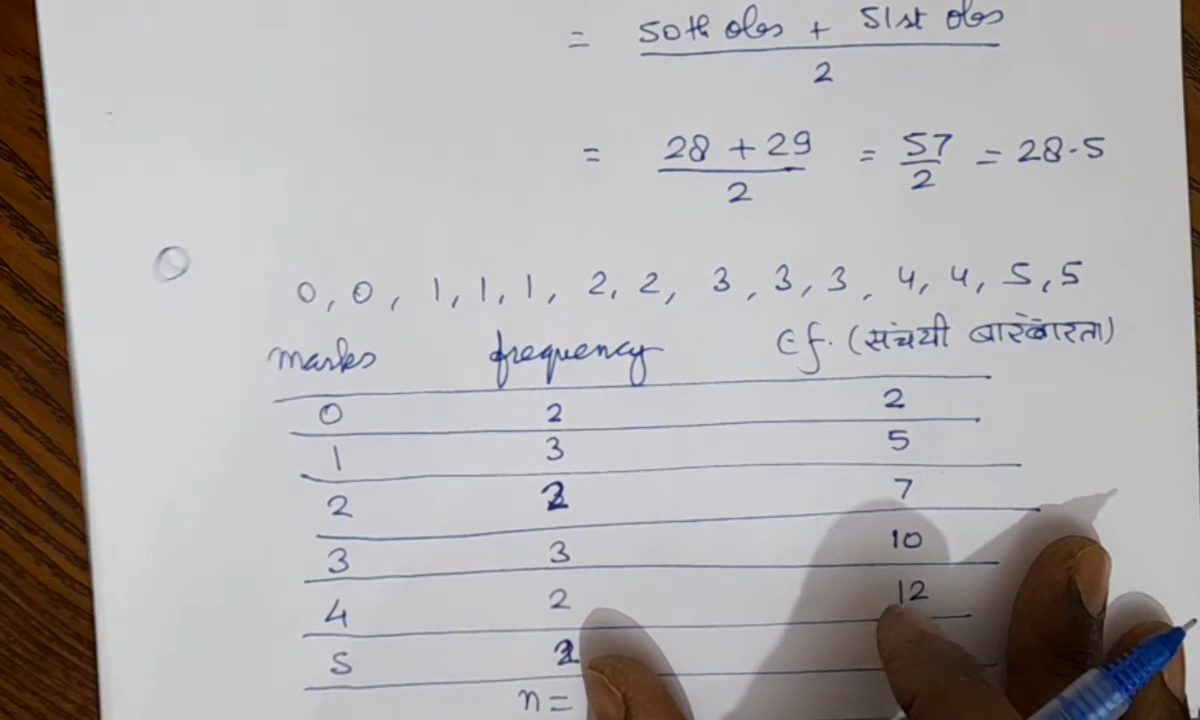 = 50th obs + 51st obs
2
= 28 + 29 = 57 = 28.5
2 2
0, 0, 1, 1, 1, 2, 2, 3, 3, 3, 4, 4, 5, 5
marks frequency cf. (संचयी बारंबारता)
0 2 2
1 3 5
2 2 7
3 3 10
4 2 12
5 2
n =